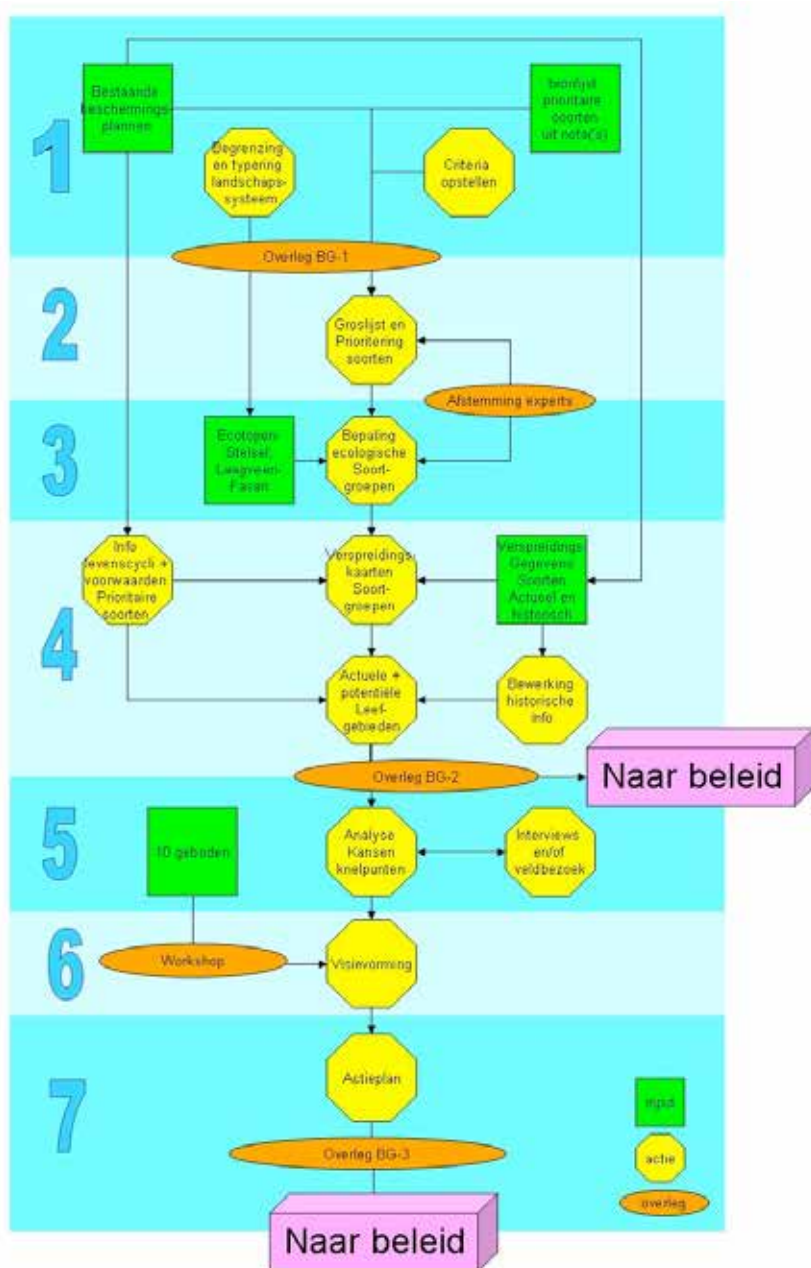 1
Bestaande
beschermings-
plannen
bronlijst
prioritaire
soorten
uit nota(s)
Begrenzing
en typering
landschaps-
systeem
Criteria
opstellen
Overleg BG-1
2
Groslijst en
Prioritering
soorten
Afstemming experts
3
Ecotopen-
Stelsel,
Laagveen-
Bepaling
ecologische
Soort-
groepen
4
Info
levenscycli +
voorwaarden
Prioritaire
soorten
Verspreidings-
kaarten
Soort-
groepen
Verspreidings
Gegevens
Soorten
Actueel en
historisch
Actuele +
potentiële
Leef-
gebieden
Bewerking
historische
info
Overleg BG-2
Naar beleid
5
10 geboden
Analyse
Kansen
knelpunten
Interviews
en/of
veldbezoek
6
Workshop
Visievorming
7
Actieplan
input
actie
overleg
Overleg BG-3
Naar beleid